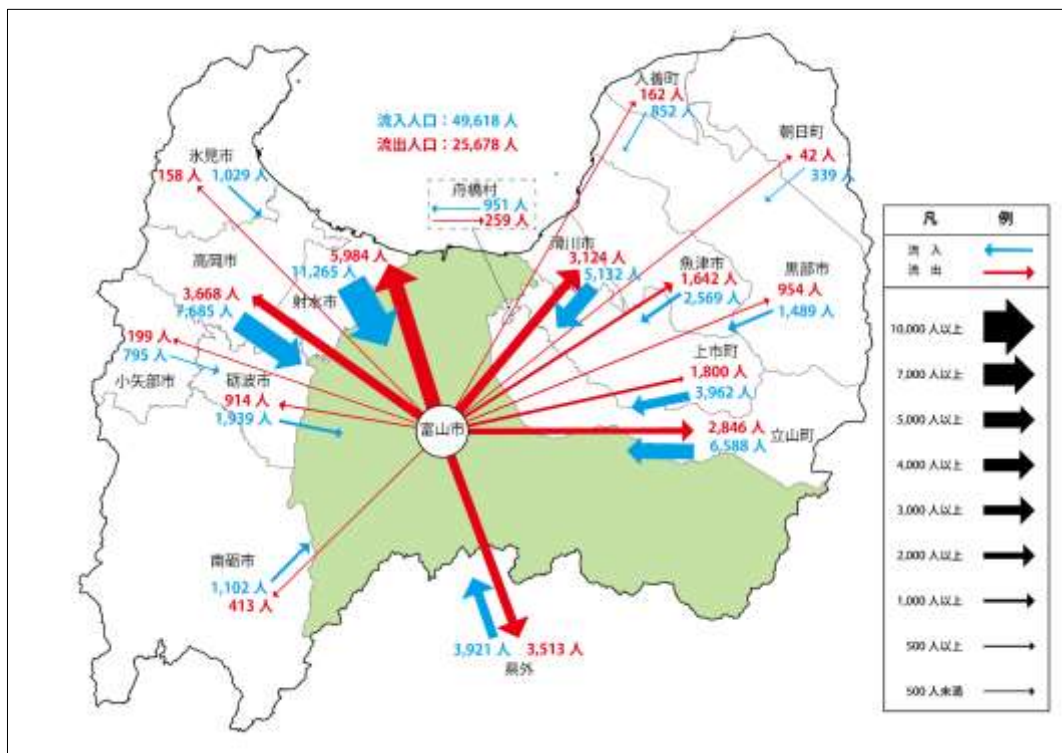 入善町
162 人
852 人
流入人口：49,618 人
流出人口：25,678 人
朝日町
42 人
339 人
氷見市
158 人
1,029 人
舟橋村
951 人
259 人
滑川市
3,124 人
5,132 人
高岡市
5,984 人
11,265 人
射水市
魚津市
1,642 人
2,569 人
黒部市
954 人
1,489 人
3,668 人
7,685 人
199 人
795 人
小矢部市
砺波市
914 人
1,939 人
上市町
1,800 人
3,962 人
富山市
2,846 人
立山町
6,588 人
南砺市
1,102 人
413 人
3,921 人
3,513 人
県外
凡 例
流 入
流 出
10,000 人以上
7,000 人以上
5,000 人以上
4,000 人以上
3,000 人以上
2,000 人以上
1,000 人以上
500 人以上
500 人未満